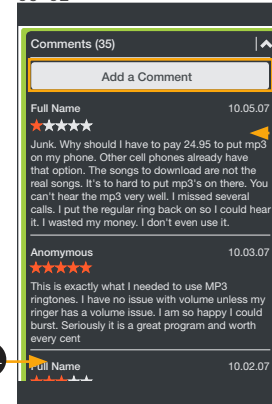 Comments (35)
Add a Comment
Full Name 10.05.07
Junk. Why should I have to pay 24.95 to put mp3
on my phone. Other cell phones already have
that option. The songs to download are not the
real songs. It's to hard to put mp3's on there. You
can't hear the mp3 very well. I missed several
calls. I put the regular ring back on so I could hear
it. I wasted my money. I don't even use it.
Anomymous 10.03.07
This is exactly what I needed to use MP3
ringtones. I have no issue with volume unless my
ringer has a volume issue. I am so happy I could
burst. Seriously it is a great program and worth
every cent
Full Name 10.02.07